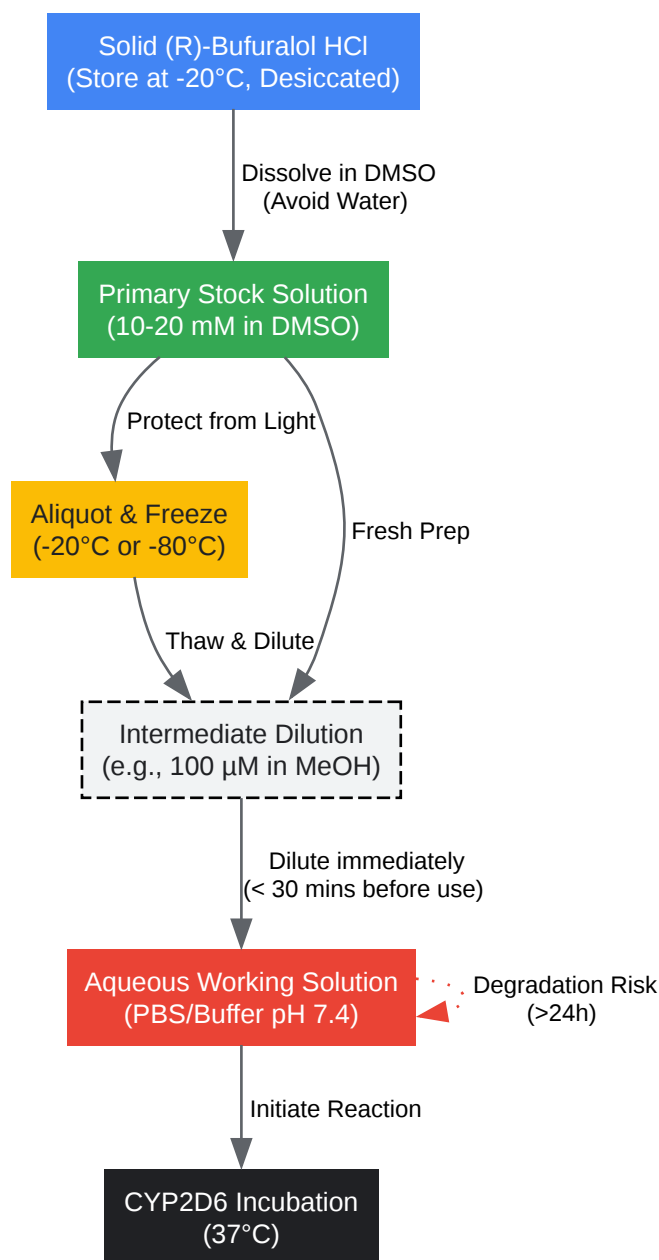 Solid (R)-Bufuralol HCl
(Store at -20°C, Desiccated)
Dissolve in DMSO
(Avoid Water)
Primary Stock Solution
(10-20 mM in DMSO)
Protect from Light
Aliquot & Freeze
(-20°C or -80°C)
Fresh Prep
Thaw & Dilute
Intermediate Dilution
(e.g., 100 µM in MeOH)
Dilute immediately
(< 30 mins before use)
Aqueous Working Solution
(PBS/Buffer pH 7.4)
Degradation Risk
(>24h)
Initiate Reaction
CYP2D6 Incubation
(37°C)